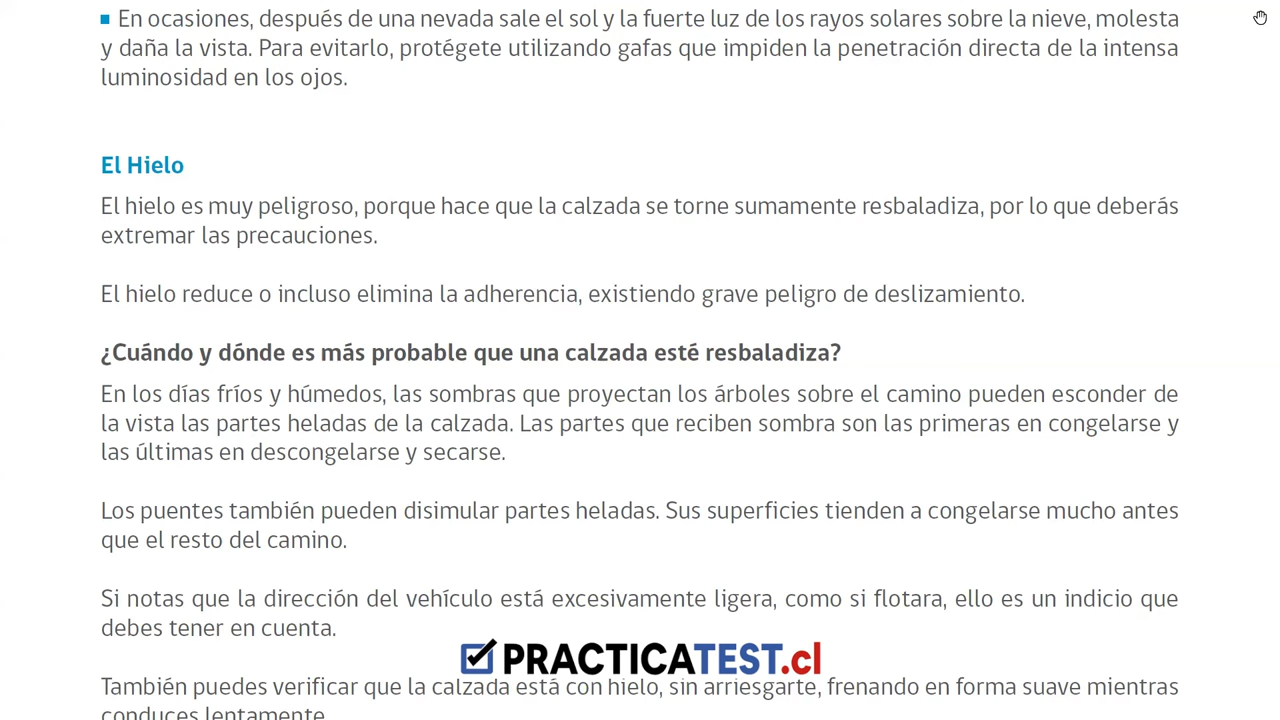 En ocasiones, después de una nevada sale el sol y la fuerte luz de los rayos solares sobre la nieve, molesta
y daña la vista. Para evitarlo, protégete utilizando gafas que impiden la penetración directa de la intensa
luminosidad en los ojos.
El Hielo
El hielo es muy peligroso, porque hace que la calzada se torne sumamente resbaladiza, por lo que deberás
extremar las precauciones.
El hielo reduce o incluso elimina la adherencia, existiendo grave peligro de deslizamiento.
¿Cuándo y dónde es más probable que una calzada esté resbaladiza?
En los días fríos y húmedos, las sombras que proyectan los árboles sobre el camino pueden esconder de
la vista las partes heladas de la calzada. Las partes que reciben sombra son las primeras en congelarse y
las últimas en descongelarse y secarse.
Los puentes también pueden disimular partes heladas. Sus superficies tienden a congelarse mucho antes
que el resto del camino.
Si notas que la dirección del vehículo está excesivamente ligera, como si flotara, ello es un indicio que
debes tener en cuenta.
PRACTICATEST.cl
También puedes verificar que la calzada está con hielo, sin arriesgarte, frenando en forma suave mientras
conduces lentamente.